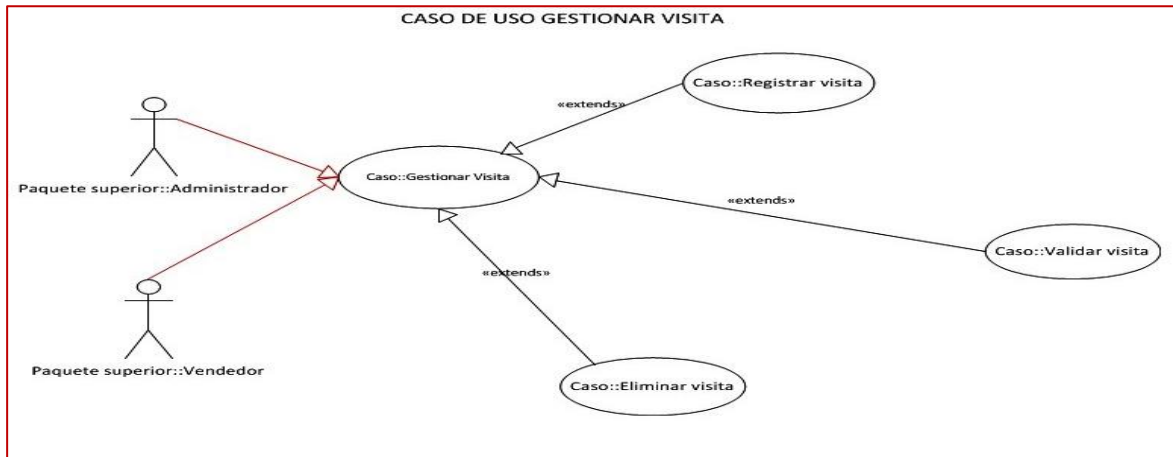 CASO DE USO GESTIONAR VISITA
Caso::Registrar visita
«extends»
Paquete superior::Administrador
Caso::Gestionar Visita
«extends»
Caso::Validar visita
«extends»
Paquete superior::Vendedor
Caso::Eliminar visita